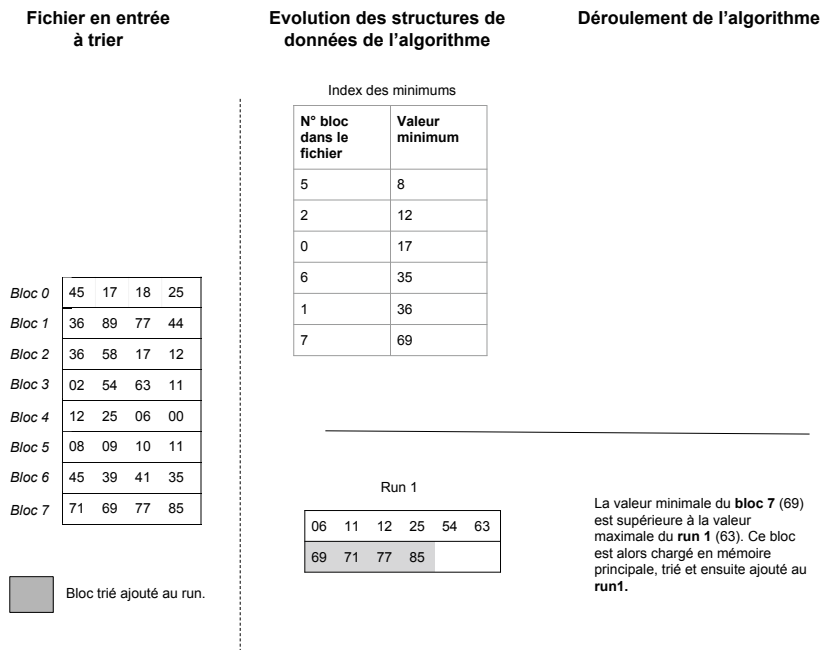 Fichier en entrée
à trier
Evolution des structures de
données de l'algorithme
Déroulement de l'algorithme
Index des minimums
N° bloc
dans le
fichier
Valeur
minimum
5 8
2 12
0 17
6 35
1 36
7 69
Bloc 0 45 17 18 25
Bloc 1 36 89 77 44
Bloc 2 36 58 17 12
Bloc 3 02 54 63 11
Bloc 4 12 25 06 00
Bloc 5 08 09 10 11
Bloc 6 45 39 41 35
Bloc 7 71 69 77 85
Bloc trié ajouté au run.
Run 1
06 11 12 25 54 63
69 71 77 85
La valeur minimale du bloc 7 (69)
est supérieure à la valeur
maximale du run 1 (63). Ce bloc
est alors chargé en mémoire
principale, trié et ensuite ajouté au
run1.